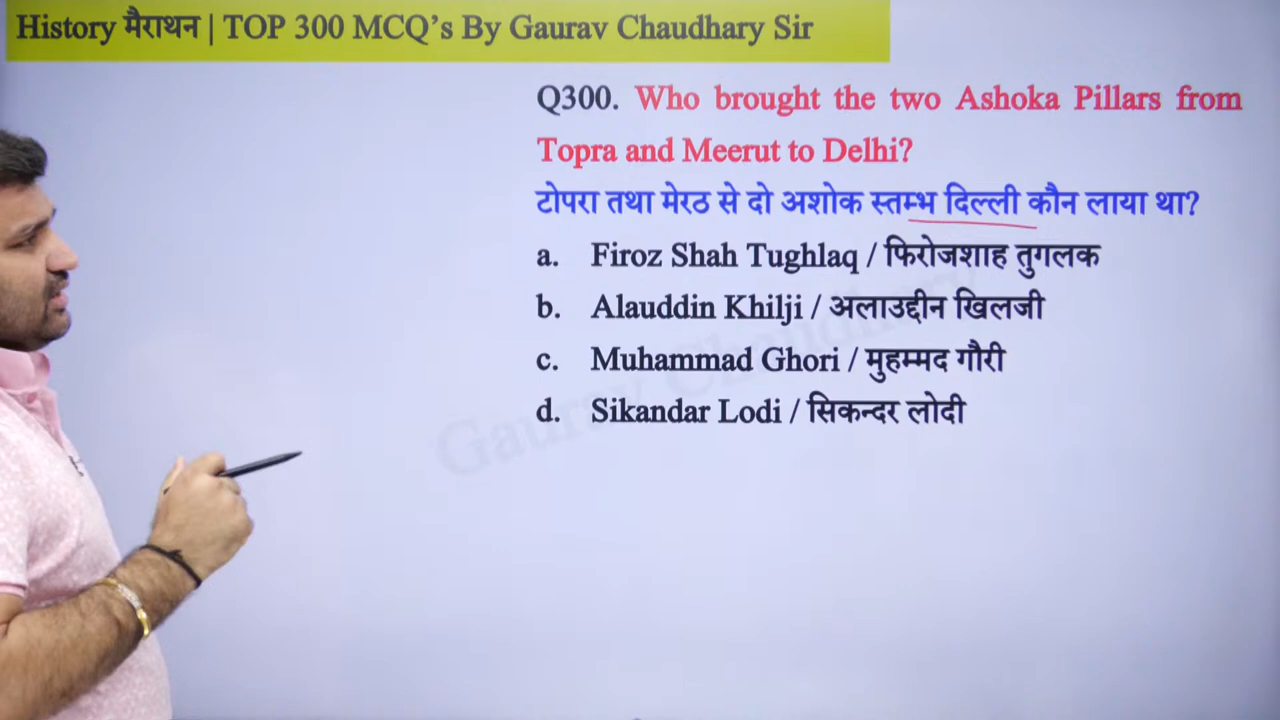 History मैराथन | TOP 300 MCQ’s By Gaurav Chaudhary Sir
Q300. Who brought the two Ashoka Pillars from
Topra and Meerut to Delhi?
टोपरा तथा मेरठ से दो अशोक स्तम्भ दिल्ली कौन लाया था?
a. Firoz Shah Tughlaq / फिरोजशाह तुगलक
b. Alauddin Khilji / अलाउद्दीन खिलजी
c. Muhammad Ghori / मुहम्मद गौरी
d. Sikandar Lodi / सिकन्दर लोदी
Gaurav Chaudhary